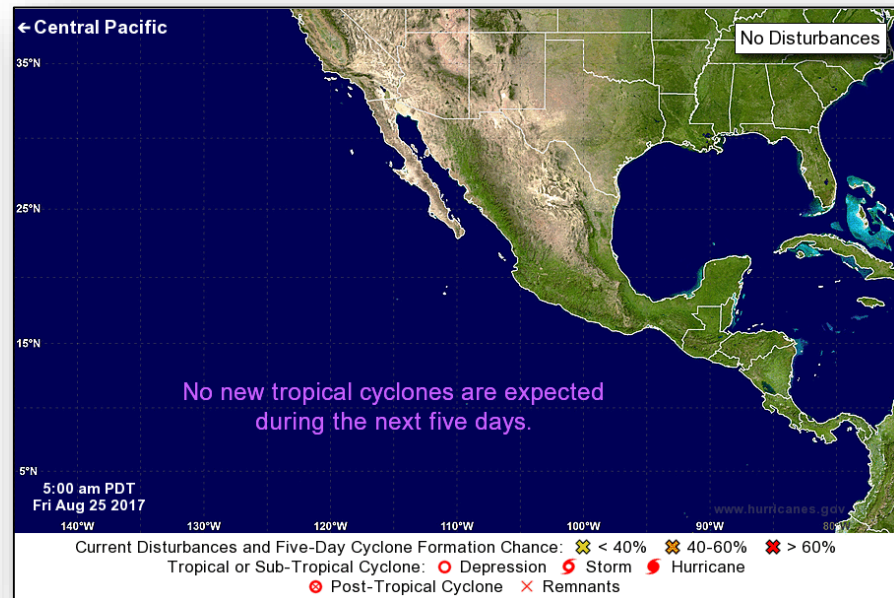 ←Central Pacific
No Disturbances
35°N
25°N
15°N
No new tropical cyclones are expected
during the next five days.
5°N
5:00 am PDT
Fri Aug 25 2017
www.hurricanes.gov
140°W 130°W 120°W 110°W 100°W 90°W 80°W
Current Disturbances and Five-Day Cyclone Formation Chance: < 40% 40-60% > 60%
Tropical or Sub-Tropical Cyclone: Depression Storm Hurricane
Post-Tropical Cyclone Remnants